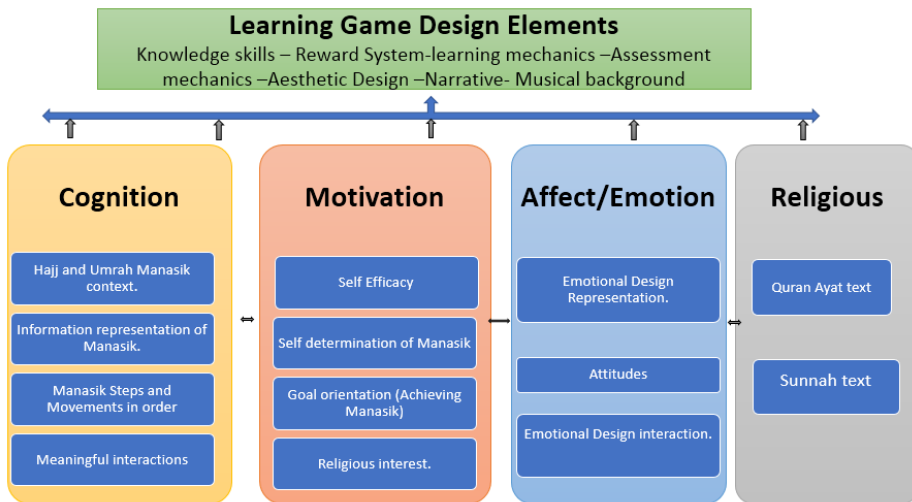 Learning Game Design Elements
Knowledge skills – Reward System-learning mechanics –Assessment
mechanics –Aesthetic Design –Narrative- Musical background
Cognition
Hajj and Umrah Manasik
context.
Information representation of
Manasik.
Manasik Steps and
Movements in order
Meaningful interactions
Motivation
Self Efficacy
Self determination of Manasik
Goal orientation (Achieving
Manasik)
Religious interest.
Affect/Emotion
Emotional Design
Representation.
Attitudes
Emotional Design interaction.
Religious
Quran Ayat text
Sunnah text